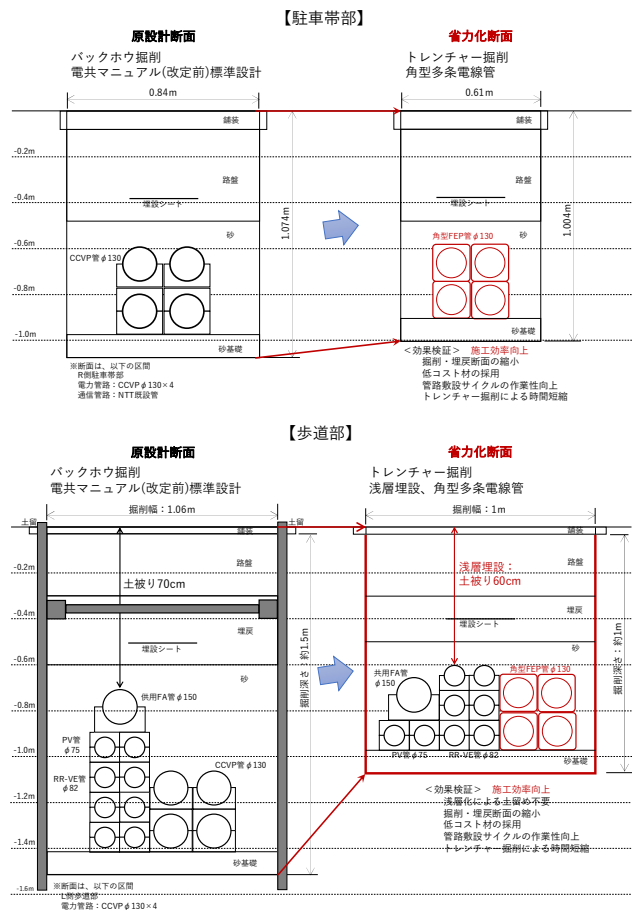 【駐車帯部】
原設計断面
バックホウ掘削
電共マニュアル(改定前)標準設計
0.84m
舗装
-0.2m
路盤
-0.4m
埋設シート
砂
-0.6m
CCVP管φ130
-0.8m
-1.0m
砂基礎
1.074m
※断面は、以下の区間
R側駐車帯部
電力管路：CCVPφ130×4
通信管路：NTT既設管
省力化断面
トレンチャー掘削
角型多条電線管
0.61m
舗装
路盤
埋設シート
角型FEP管φ130
砂
砂基礎
1.004m
＜効果検証＞ 施工効率向上
掘削・埋戻断面の縮小
低コスト材の採用
管路敷設サイクルの作業性向上
トレンチャー掘削による時間短縮
【歩道部】
原設計断面
バックホウ掘削
電共マニュアル(改定前)標準設計
掘削幅：1.06m
土留
土留
舗装
路盤
-0.2m
土被り70cm
-0.4m
埋戻
埋設シート
-0.6m
砂
供用FA管φ150
-0.8m
PV管
φ75
-1.0m
CCVP管φ130
RR-VE管
φ82
-1.2m
-1.4m
砂基礎
-1.6m
掘削深さ：約1.5m
※断面は、以下の区間
L側歩道部
電力管路：CCVPφ130×4
省力化断面
トレンチャー掘削
浅層埋設、角型多条電線管
掘削幅：1m
舗装
浅層埋設：
土被り60cm
路盤
埋戻
埋設シート
砂
共用FA管
φ150
角型FEP管φ130
PV管φ75
RR-VE管φ82
砂基礎
掘削深さ：約1m
＜効果検証＞ 施工効率向上
浅層化による土留め不要
掘削・埋戻断面の縮小
低コスト材の採用
管路敷設サイクルの作業性向上
トレンチャー掘削による時間短縮